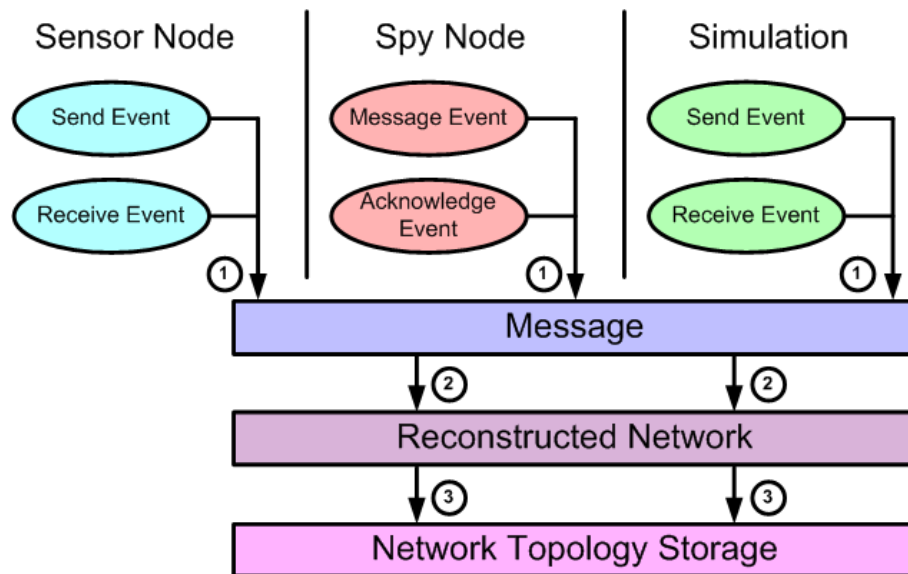 Sensor Node
Spy Node
Simulation
Send Event
Message Event
Send Event
Receive Event
Acknowledge
Event
Receive Event
1
1
1
Message
2
2
Reconstructed Network
3
3
Network Topology Storage